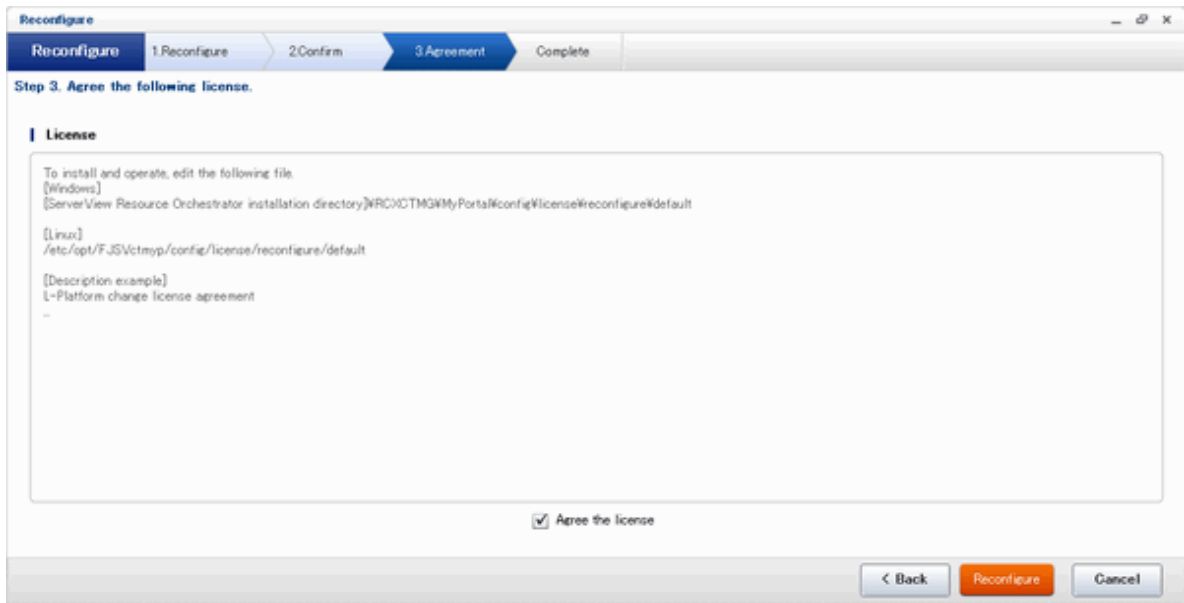 Reconfigure
Reconfigure 1.Reconfigure 2.Confirm 3.Agreement Complete
Step 3. Agree the following license.
License
To install and operate, edit the following file.
[Windows]
[ServerView Resource Orchestrator installation directory]¥RCXCTMG¥MyPortal¥config¥license¥reconfigure¥default
[Linux]
/etc/opt/FJSVctmyp/config/license/reconfigure/default
[Description example]
L-Platform change license agreement
...
Agree the license
< Back Reconfigure Cancel